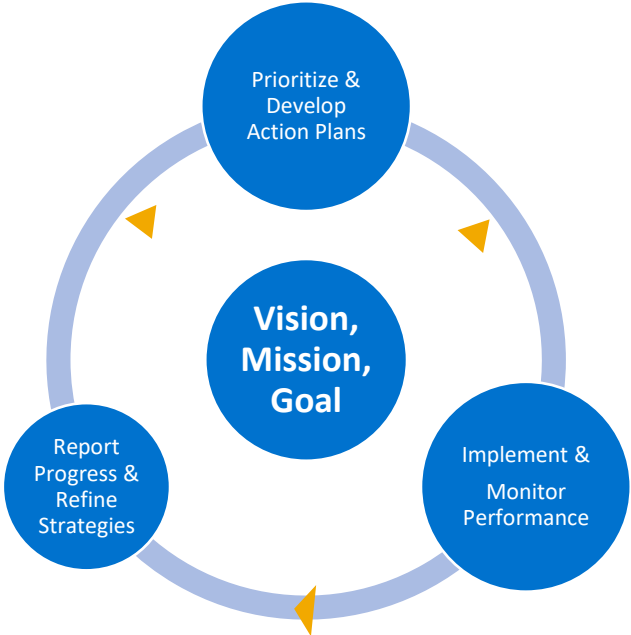 Prioritize &
Develop
Action Plans
Vision,
Mission,
Goal
Implement &
Monitor
Performance
Report
Progress &
Refine
Strategies